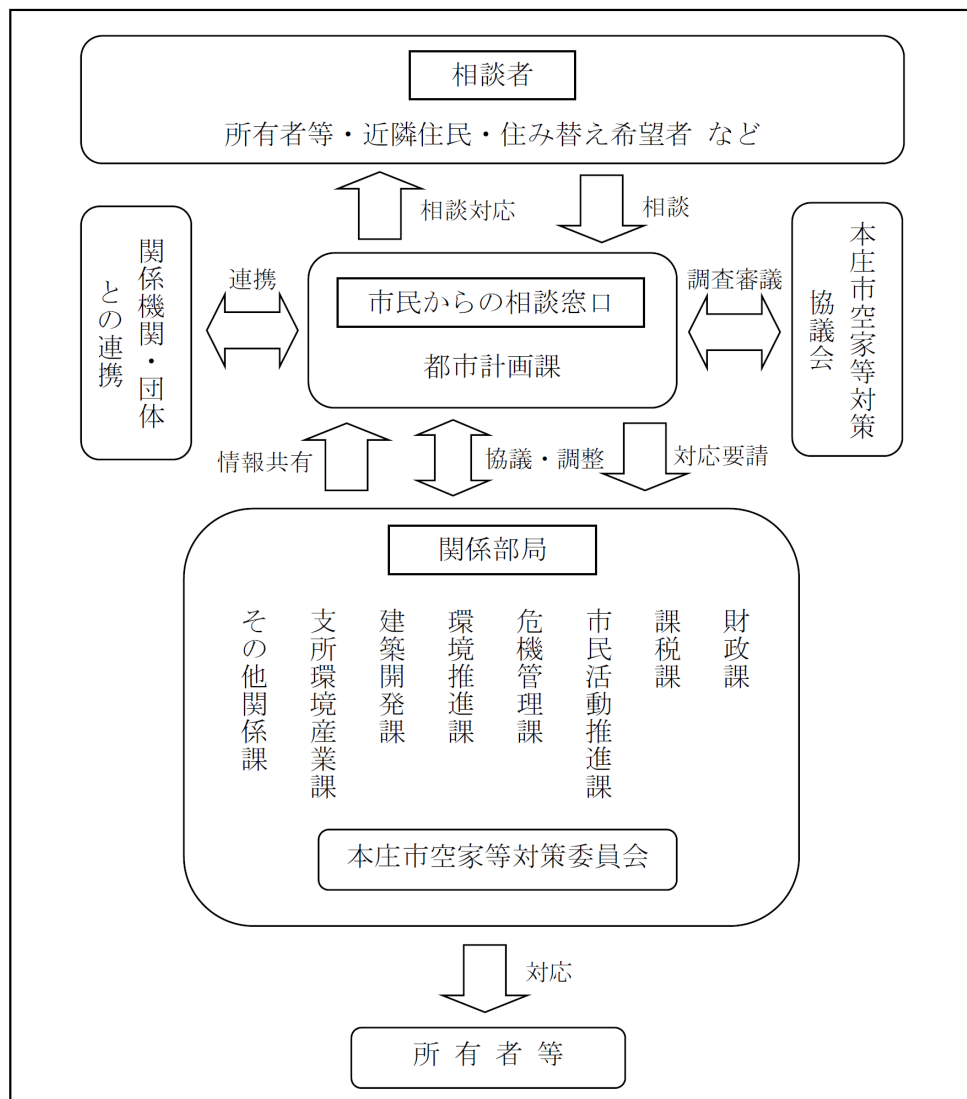 相談者
所有者等・近隣住民・住み替え希望者 など
相談対応
相談
関係機関・団体
との連携
連携
市民からの相談窓口
都市計画課
調査審議
本庄市空家等対策
協議会
情報共有
協議・調整
対応要請
関係部局
財政課
課税課
市民活動推進課
危機管理課
環境推進課
建築開発課
支所環境産業課
その他関係課
本庄市空家等対策委員会
対応
所 有 者 等